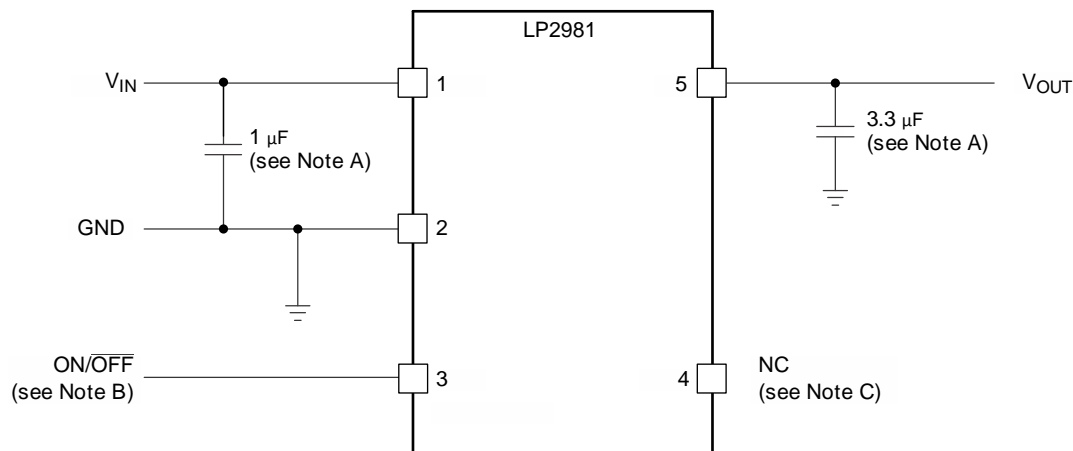 LP2981
V_IN
1
5
V_OUT
1 µF
(see Note A)
3.3 µF
(see Note A)
GND
2
ON/O̅F̅F̅
(see Note B)
3
4
NC
(see Note C)